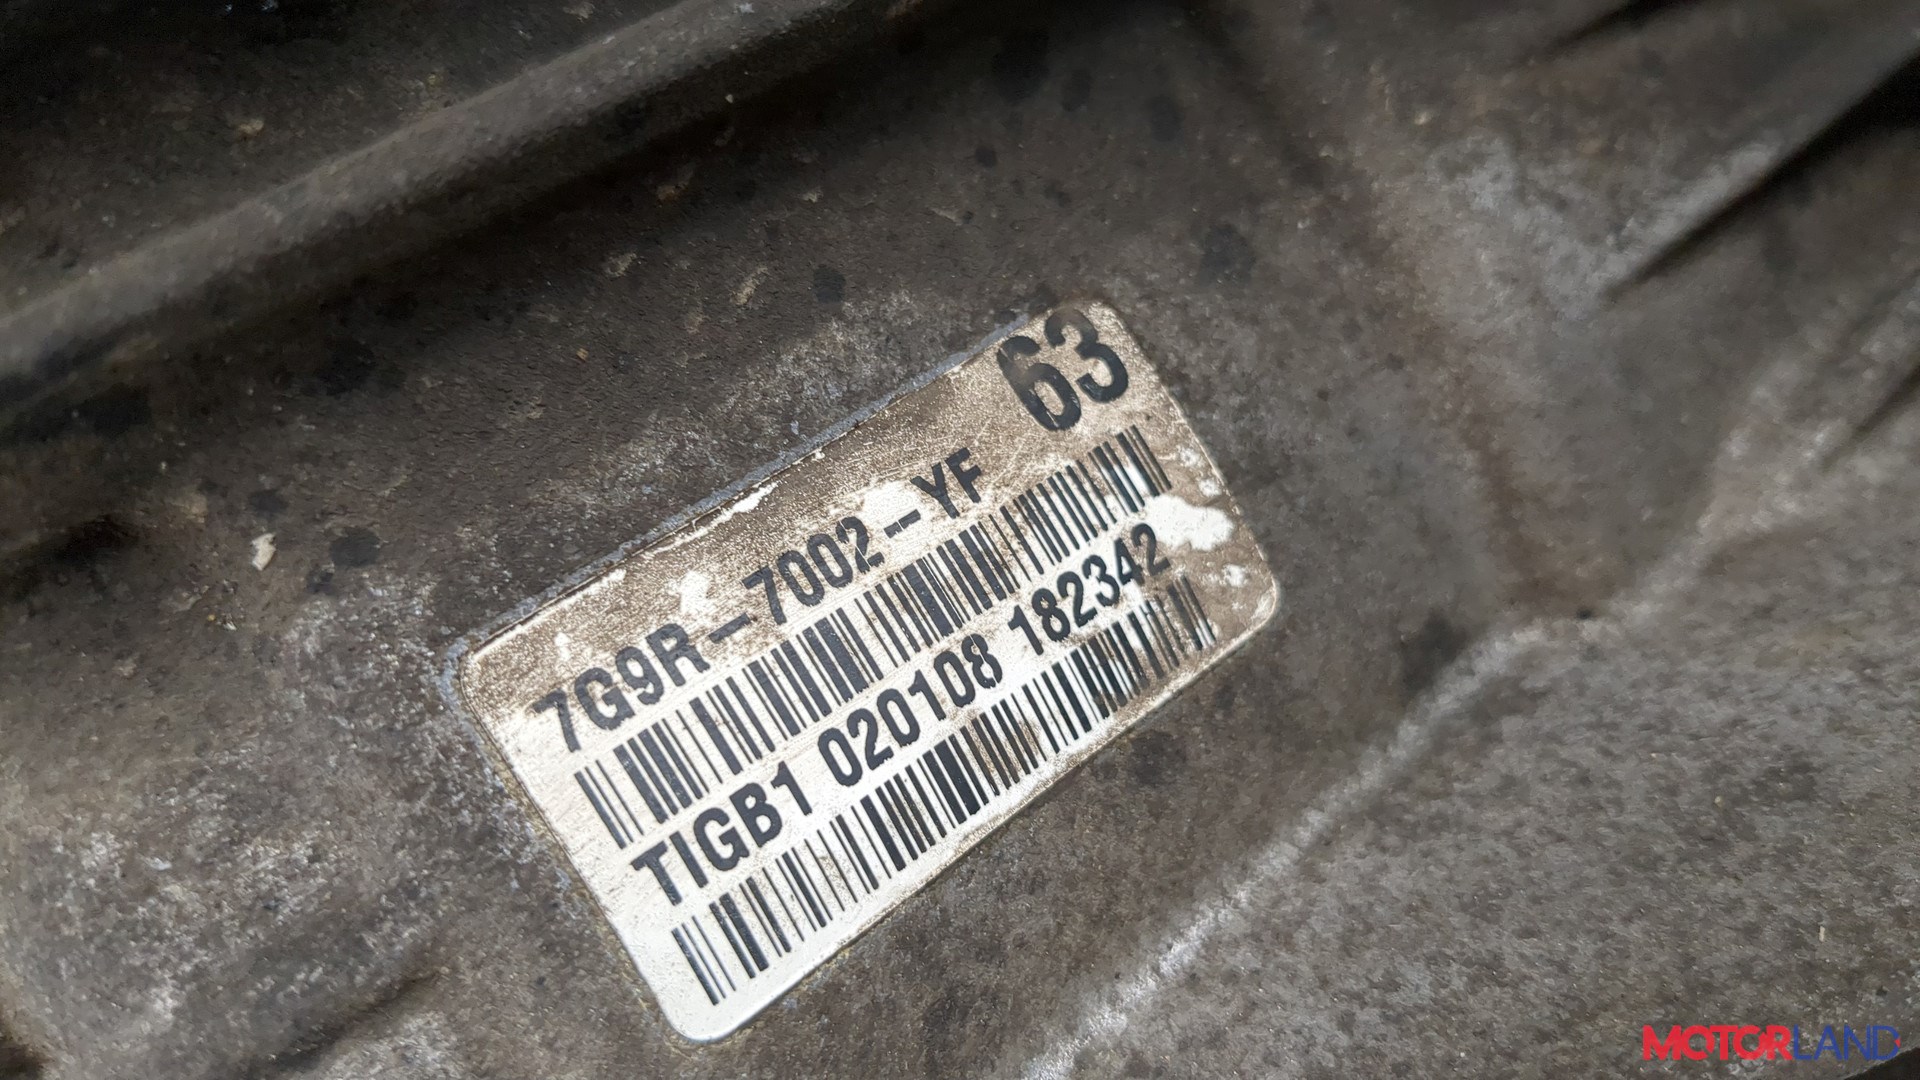 63
7G9R-7002-YF
TIGB1 020108 182342
MOTORLAND